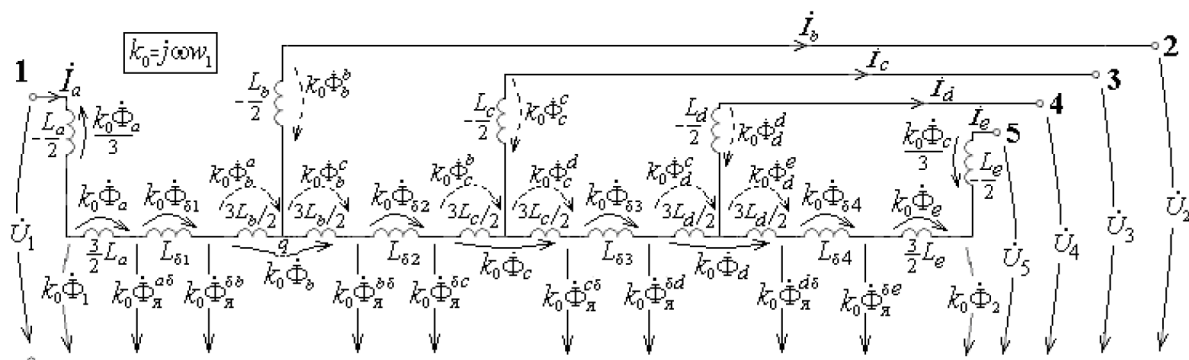 k₀=jωw₁
1
İ_a
-L_a/2
k₀Φ̇_a/3
İ_b
2
-L_b/2
k₀Φ̇_b^b
İ_c
3
-L_c/2
k₀Φ̇_c^c
İ_d
4
-L_d/2
k₀Φ̇_d^d
İ_e
5
k₀Φ̇_c/3
-L_e/2
k₀Φ̇_a
k₀Φ̇_δ1
k₀Φ̇_b^a
k₀Φ̇_b^c
k₀Φ̇_δ2
k₀Φ̇_c^b
k₀Φ̇_c^d
k₀Φ̇_δ3
k₀Φ̇_d^c
k₀Φ̇_d^e
k₀Φ̇_δ4
k₀Φ̇_e
3/2 L_a
L_δ1
3L_b/2
q
3L_b/2
L_δ2
3L_c/2
3L_c/2
L_δ3
3L_d/2
3L_d/2
L_δ4
3/2 L_e
k₀Φ̇_b
k₀Φ̇_c
k₀Φ̇_d
U̇₁
k₀Φ̇₁
k₀Φ̇_я^aδ
k₀Φ̇_я^δb
k₀Φ̇_я^bδ
k₀Φ̇_я^δc
k₀Φ̇_я^cδ
k₀Φ̇_я^δd
k₀Φ̇_я^dδ
k₀Φ̇_я^δe
k₀Φ̇₂
U̇₅
U̇₄
U̇₃
U̇₂